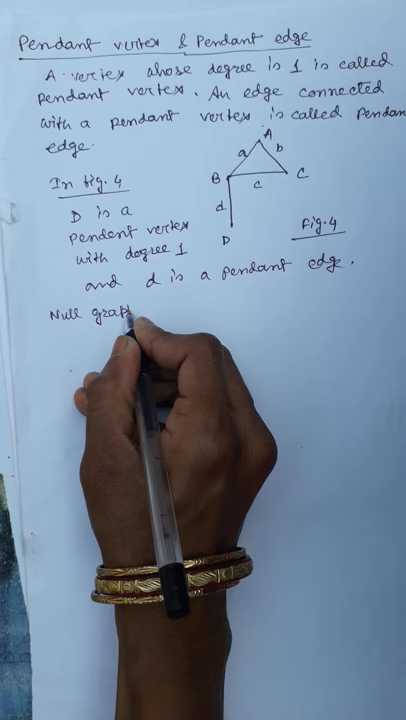 Pendant vertex & Pendant edge
A vertex whose degree is 1 is called
pendant vertex. An edge connected
with a pendant vertex is called Pendan
edge.
A
a
b
B
C
c
d
D
Fig.4
In fig. 4
D is a
pendent vertex
with degree 1
and d is a pendant edge.
Null grap